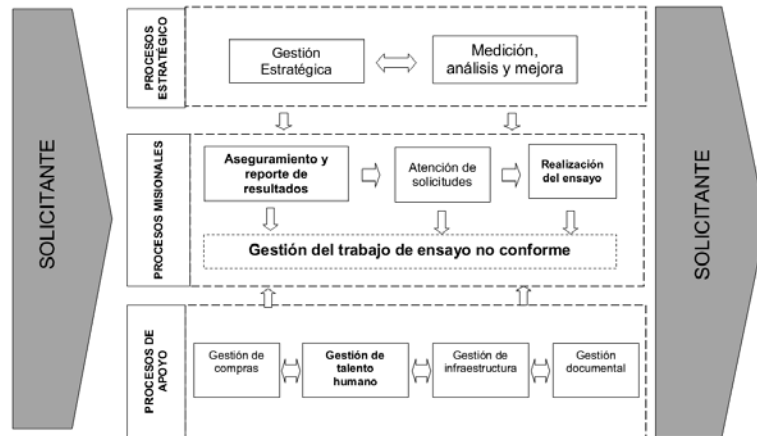 SOLICITANTE
PROCESOS
ESTRATÉGICO
Gestión
Estratégica
Medición,
análisis y mejora
PROCESOS MISIONALES
Aseguramiento y
reporte de
resultados
Atención de
solicitudes
Realización
del ensayo
Gestión del trabajo de ensayo no conforme
PROCESOS DE
APOYO
Gestión de
compras
Gestión de
talento
humano
Gestión de
infraestructura
Gestión
documental
SOLICITANTE